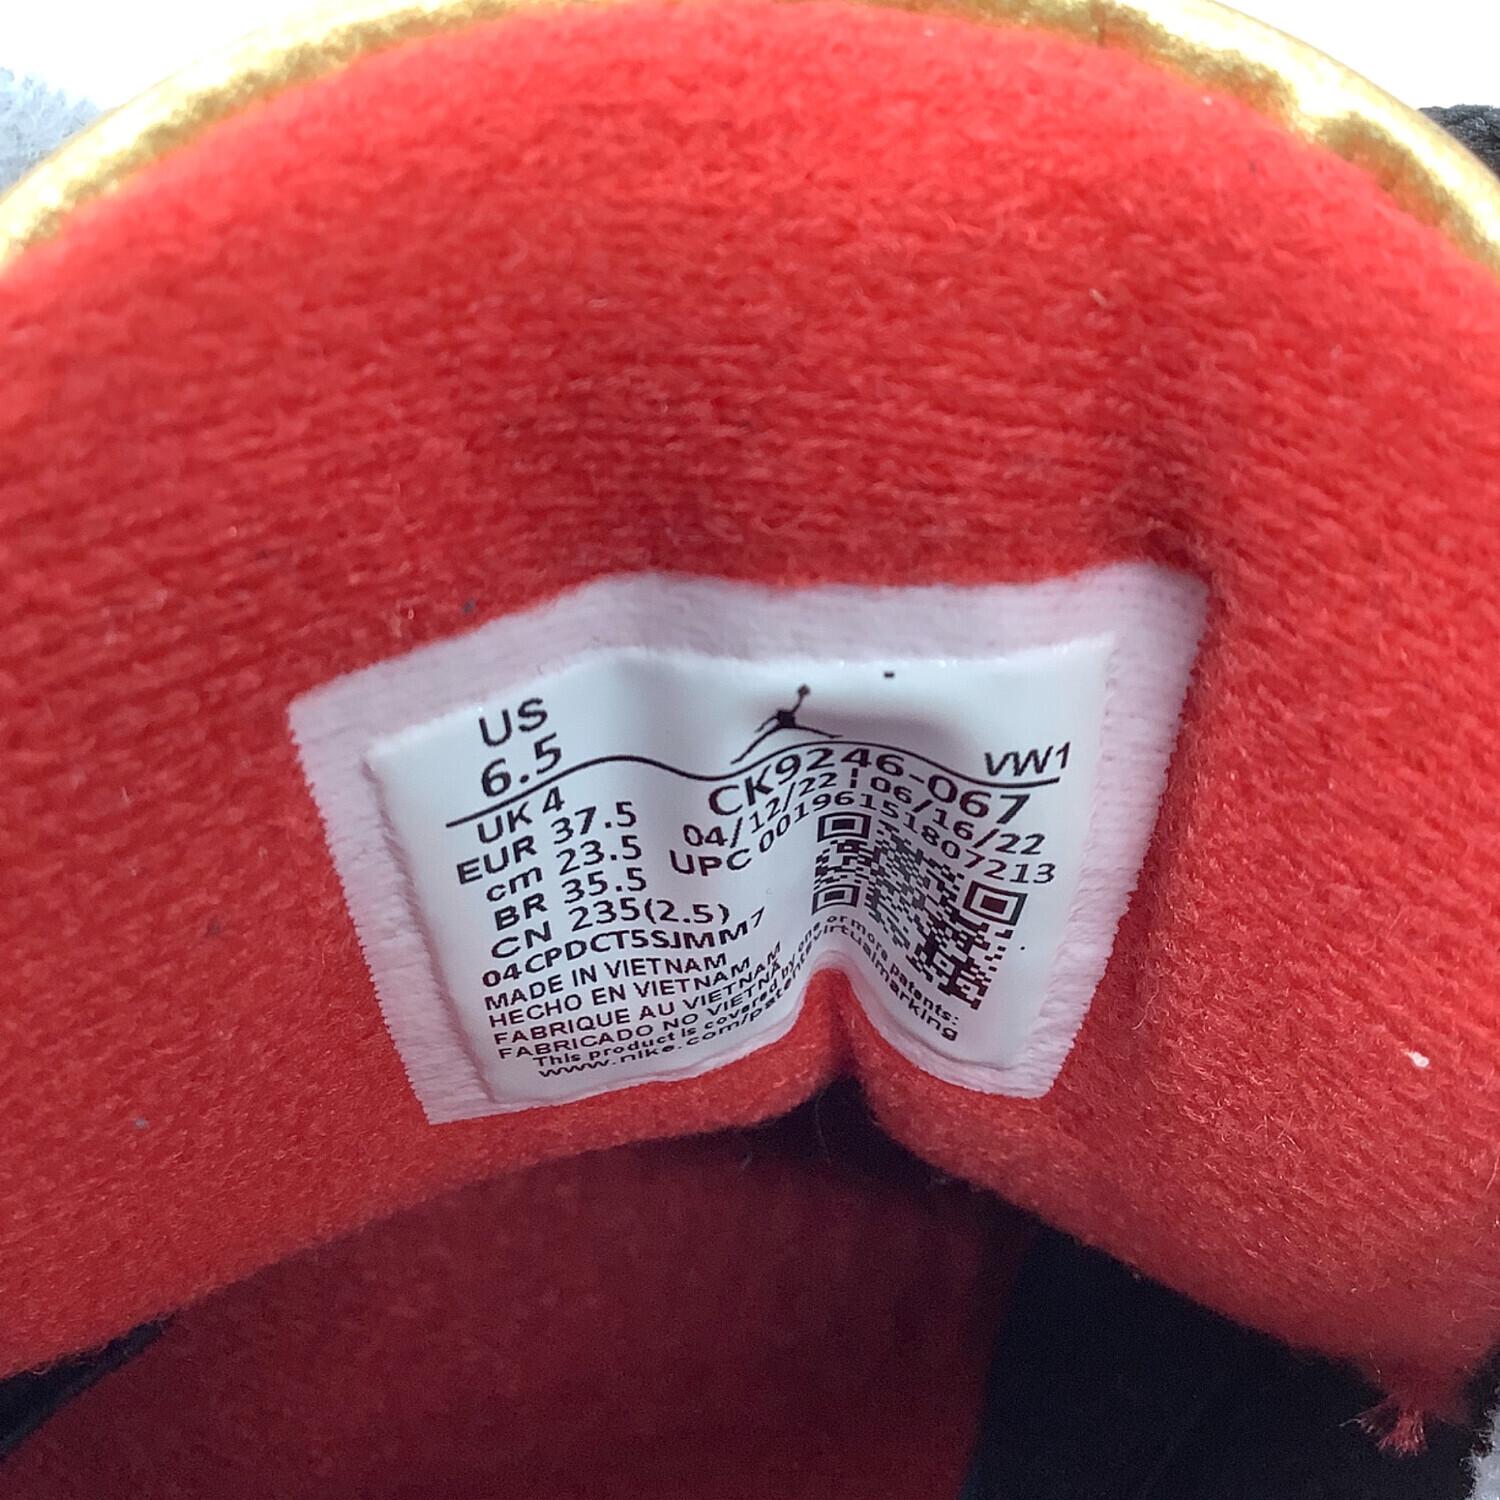 US
6.5
UK 4
EUR 37.5
cm 23.5
BR 35.5
CN 235(2.5)
04CPDCT5SJMM7
MADE IN VIETNAM
HECHO EN VIETNAM
FABRIQUE AU VIETNAM
FABRICADO NO VIETNÃ
This product is covered by one or more patents:
www.nike.com/patentsvirtualmarking
VW1
CK9246-067
04/12/22 | 06/16/22
UPC 00196151807213